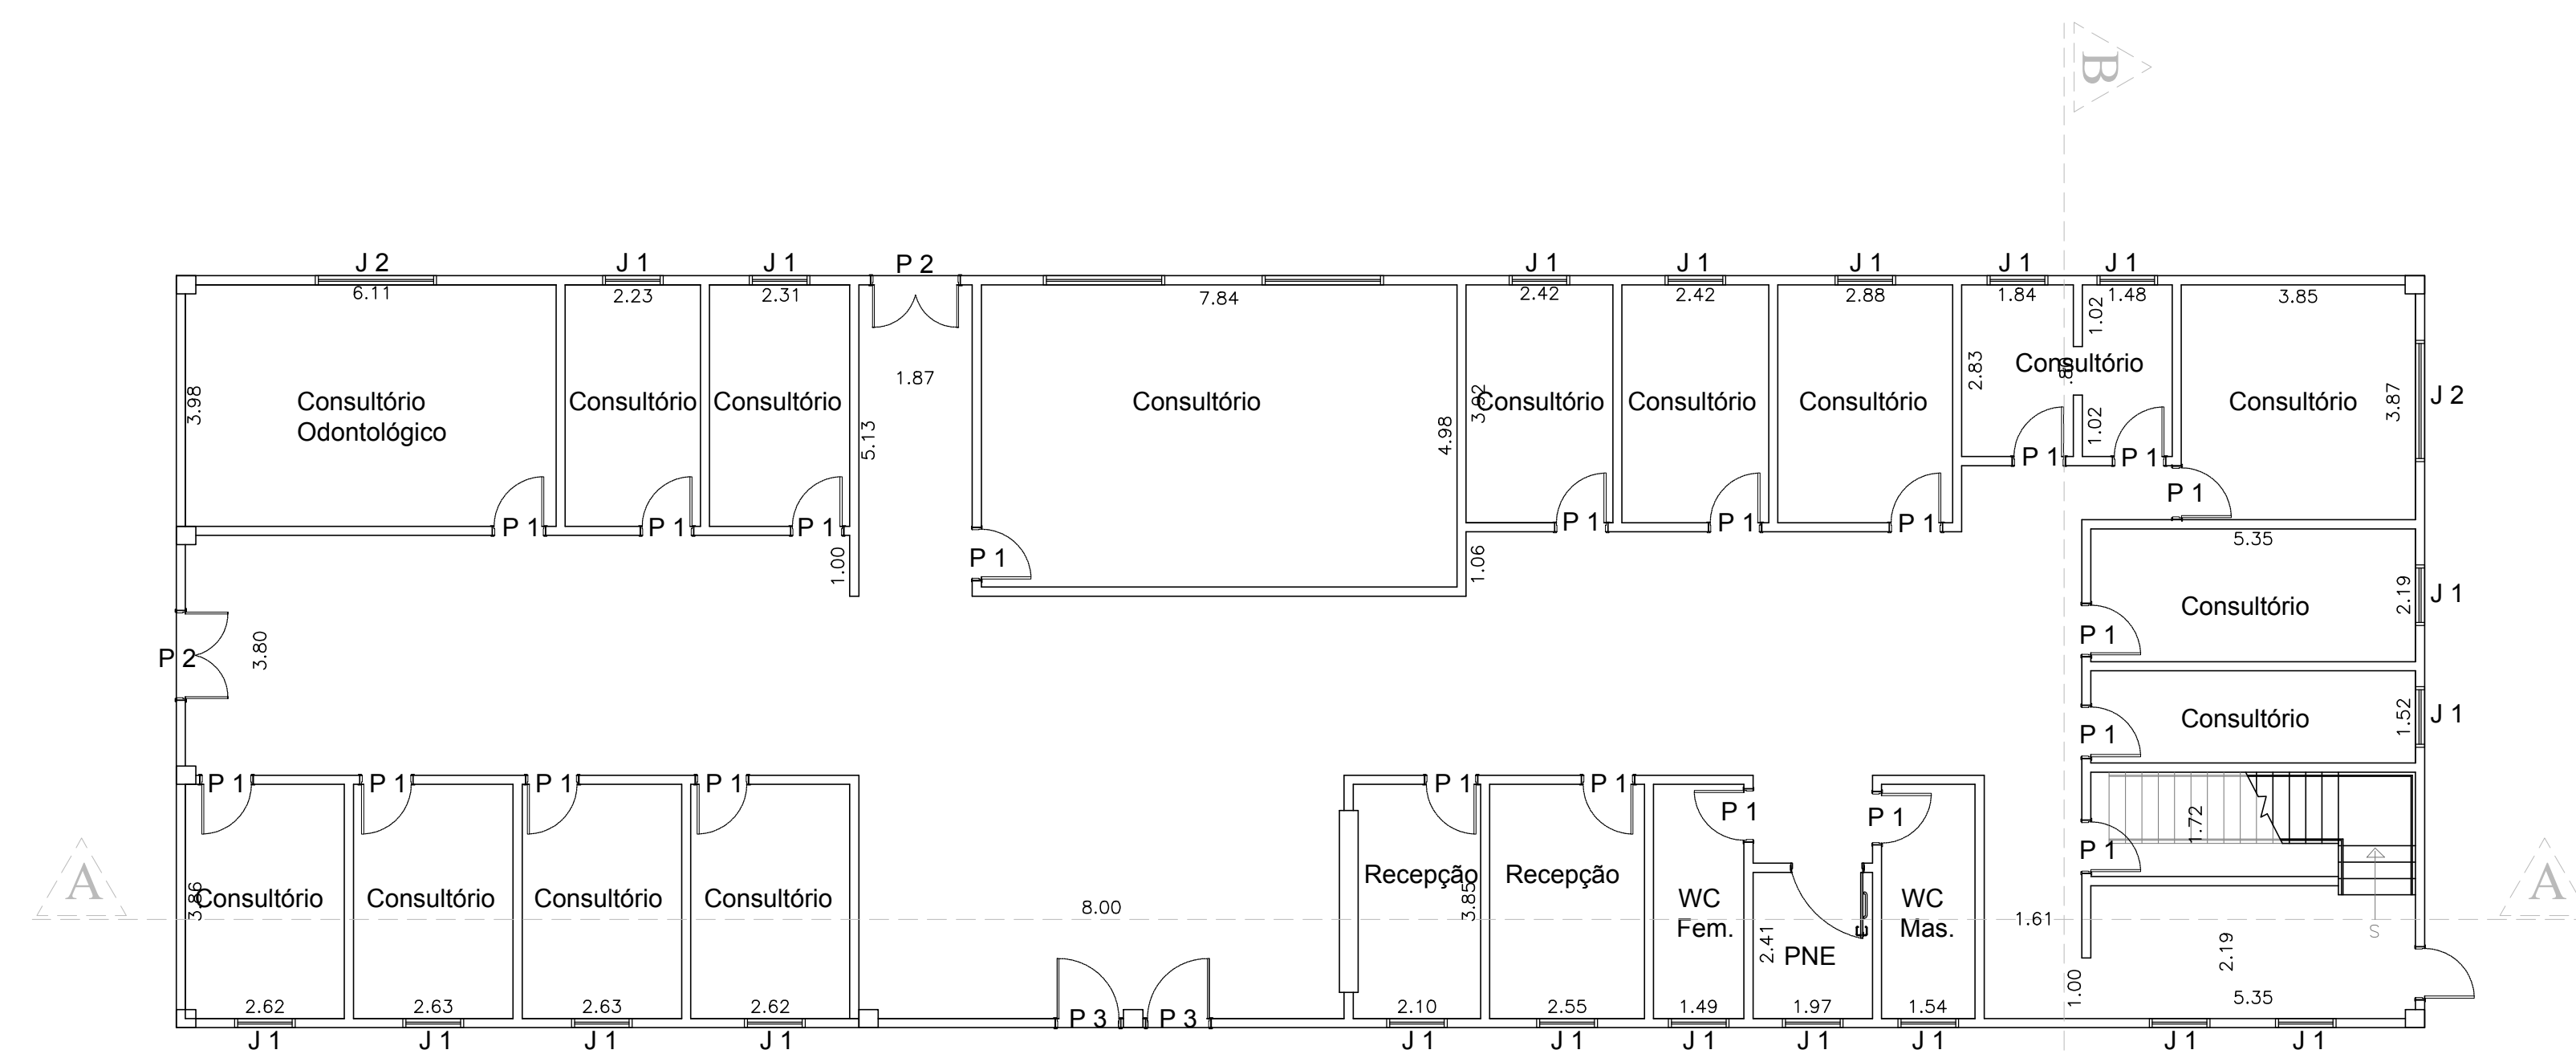 B
J 2
J 1
J 1
P 2
J 1
J 1
J 1
J 1
J 1
6.11
2.23
2.31
7.84
2.42
2.42
2.88
1.84
1.48
3.85
1.02
2.83
Consultório
.80
1.87
3.98
Consultório
Odontológico
Consultório
Consultório
5.13
Consultório
4.98
3.92
Consultório
Consultório
Consultório
1.02
Consultório
3.87
J 2
P 1
P 1
P 1
P 1
P 1
P 1
P 1
P 1
P 1
1.00
P 1
1.06
5.35
Consultório
2.19
J 1
P 1
P 2
3.80
Consultório
1.52
J 1
P 1
P 1
P 1
P 1
P 1
P 1
P 1
P 1
P 1
1.72
P 1
A
3.86
Consultório
Consultório
Consultório
Consultório
8.00
Recepção
3.85
Recepção
WC
Fem.
2.41
PNE
WC
Mas.
1.61
S
A
2.19
1.00
5.35
2.62
2.63
2.63
2.62
P 3
P 3
2.10
2.55
1.49
1.97
1.54
J 1
J 1
J 1
J 1
J 1
J 1
J 1
J 1
J 1
J 1
J 1